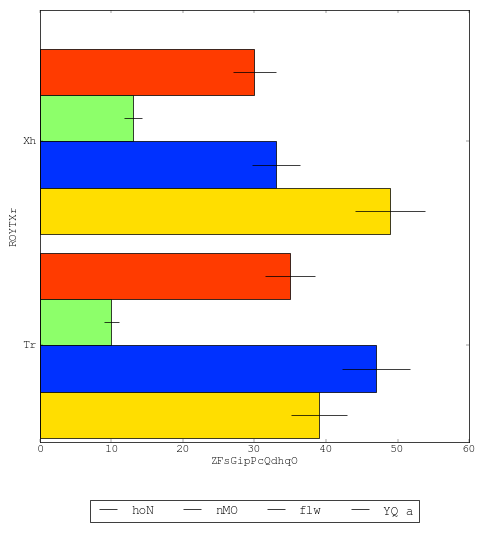 Xh
ROYTXr
Tr
0 10 20 30 40 50 60
ZFsGipPcQdhqO
hoN nMO flw YQ a